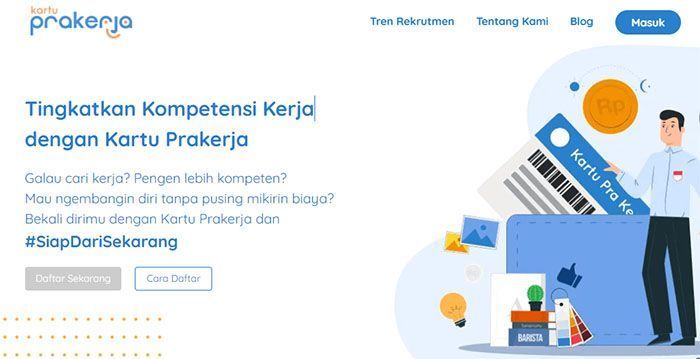 kartu
prakerja
Tren Rekrutmen
Tentang Kami
Blog
Masuk
Tingkatkan Kompetensi Kerja
dengan Kartu Prakerja
Galau cari kerja? Pengen lebih kompeten?
Mau ngembangin diri tanpa pusing mikirin biaya?
Bekali dirimu dengan Kartu Prakerja dan
#SiapDariSekarang
Daftar Sekarang
Cara Daftar
Rp
Kartu Pra Ke
BARISTA